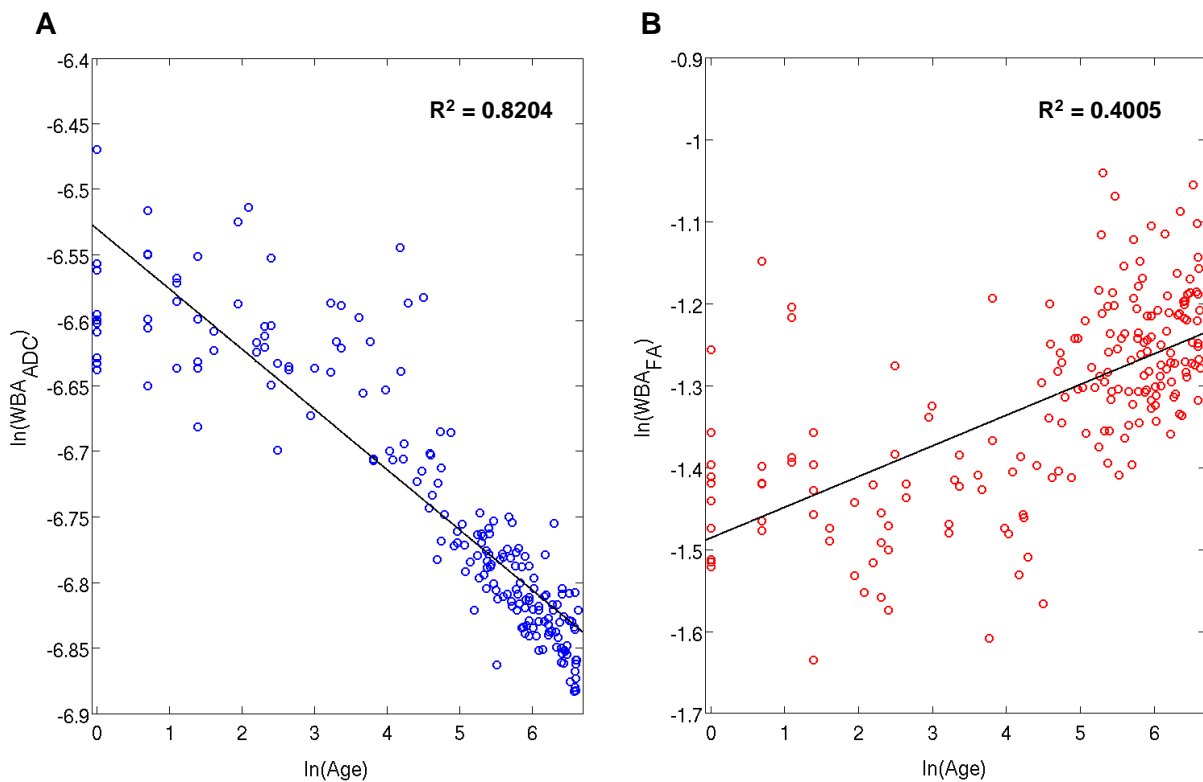 A
B
R² = 0.8204
R² = 0.4005
-6.4
-6.45
-6.5
-6.55
-6.6
-6.65
-6.7
-6.75
-6.8
-6.85
-6.9
ln(WBA_ADC)
0 1 2 3 4 5 6
ln(Age)
-0.9
-1
-1.1
-1.2
-1.3
-1.4
-1.5
-1.6
-1.7
ln(WBA_FA)
0 1 2 3 4 5 6
ln(Age)